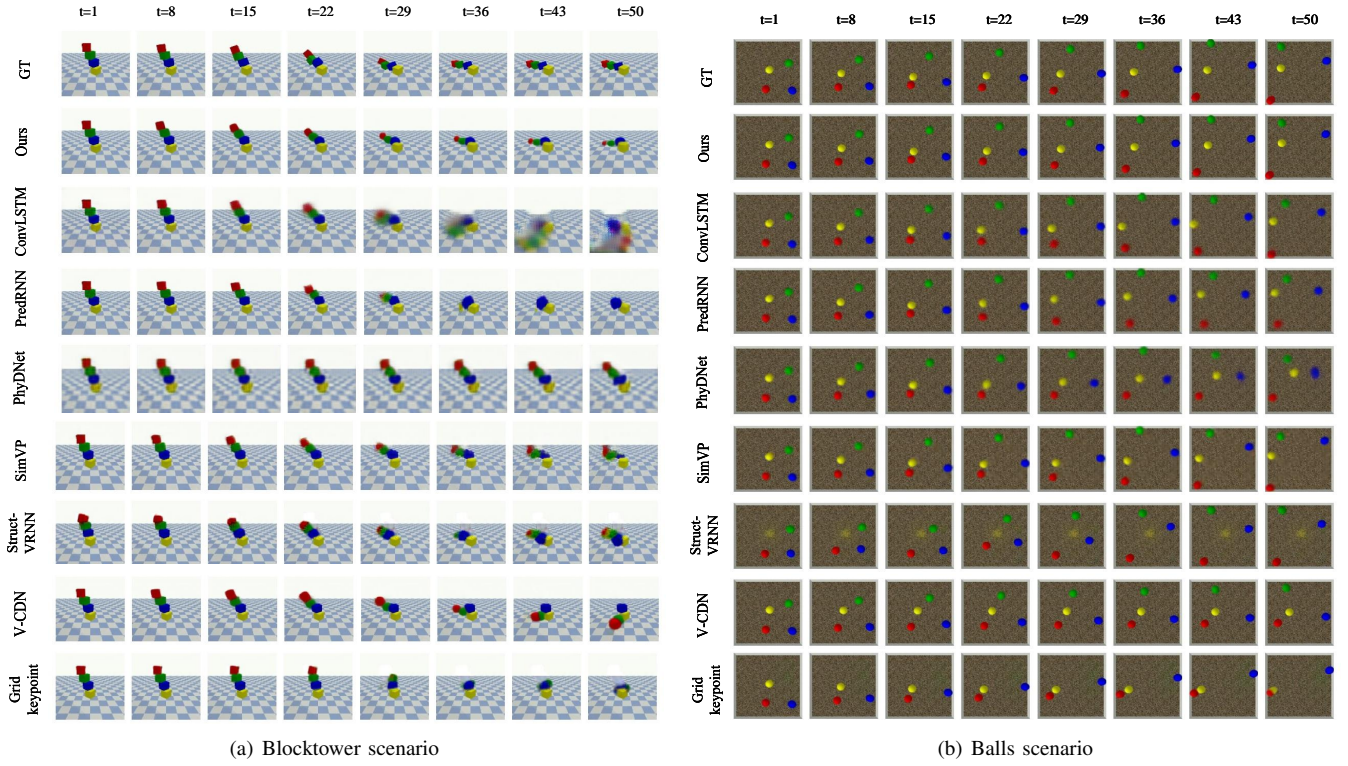 t=1 t=8 t=15 t=22 t=29 t=36 t=43 t=50
GT
Ours
ConvLSTM
PredRNN
PhyDNet
SimVP
Struct-
VRNN
V-CDN
Grid
keypoint
(a) Blocktower scenario
t=1 t=8 t=15 t=22 t=29 t=36 t=43 t=50
GT
Ours
ConvLSTM
PredRNN
PhyDNet
SimVP
Struct-
VRNN
V-CDN
Grid
keypoint
(b) Balls scenario